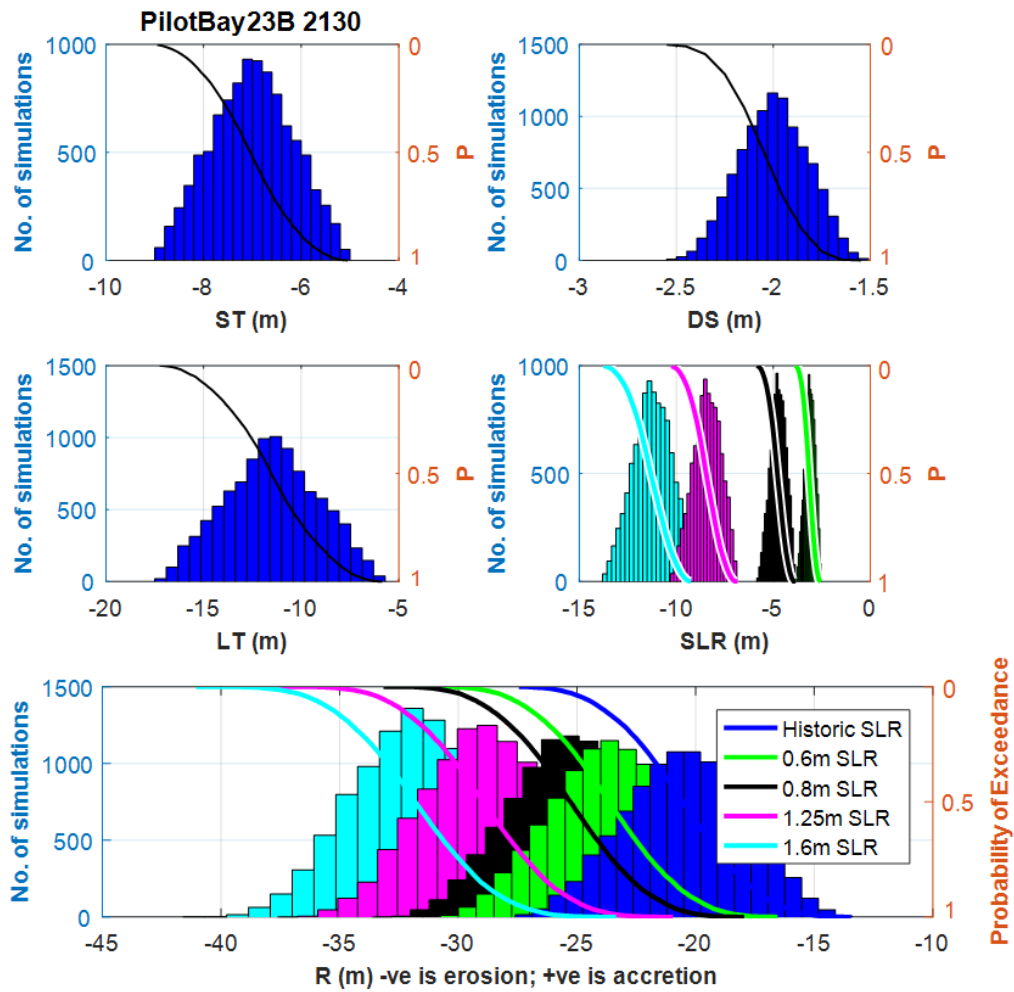 PilotBay23B 2130
1000
500
0
No. of simulations
-10
-8
-6
-4
ST (m)
0
0.5
1
P
1500
1000
500
0
No. of simulations
-3
-2.5
-2
-1.5
DS (m)
0
0.5
1
P
1500
1000
500
0
No. of simulations
-20
-15
-10
-5
LT (m)
0
0.5
1
P
1000
500
0
No. of simulations
-15
-10
-5
0
SLR (m)
0
0.5
1
P
1500
1000
500
0
No. of simulations
Historic SLR
0.6m SLR
0.8m SLR
1.25m SLR
1.6m SLR
0
0.5
1
Probability of Exceedance
-45
-40
-35
-30
-25
-20
-15
-10
R (m) -ve is erosion; +ve is accretion